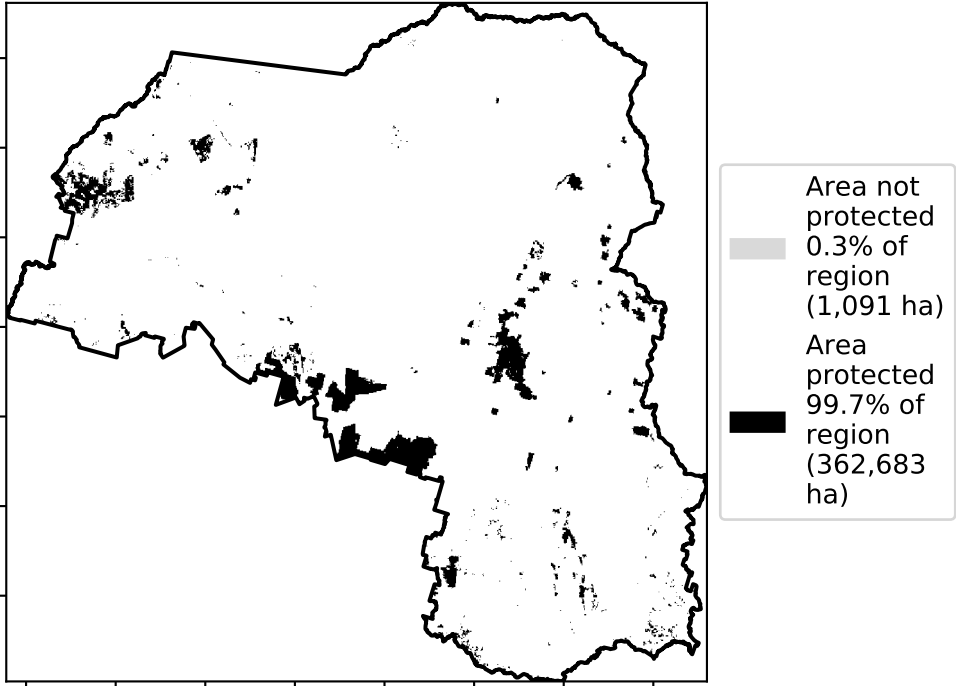 Area not
protected
0.3% of
region
(1,091 ha)
Area
protected
99.7% of
region
(362,683
ha)